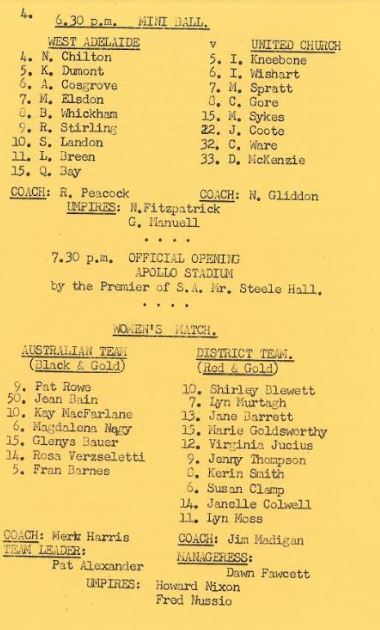 4.
6.30 p.m. MINI BALL.
WEST ADELAIDE v UNITED CHURCH
4. N. Chilton 5. I. Kneebone
5. K. Dumont 6. I. Wishart
6. A. Cosgrove 7. M. Spratt
7. M. Elsdon 8. C. Gore
8. B. Whickham 15. M. Sykes
9. R. Stirling 22. J. Coote
10. S. Landon 32. C. Ware
11. L. Breen 33. D. McKenzie
15. Q. Bay
COACH: R. Peacock COACH: N. Gliddon
UMPIRES: N.Fitzpatrick
G. Manuell
. . . .
7.30 p.m. OFFICIAL OPENING
APOLLO STADIUM
by the Premier of S.A. Mr. Steele Hall.
. . . .
WOMEN'S MATCH.
AUSTRALIAN TEAM DISTRICT TEAM.
(Black & Gold) (Red & Gold)
9. Pat Rowe 10. Shirley Blewett
50. Jean Bain 7. Lyn Murtagh
10. Kay MacFarlane 13. Jane Barrett
6. Magdalena Nagy 15. Marie Goldsworthy
15. Glenys Bauer 12. Virginia Jucius
14. Rosa Verzseletti 9. Jenny Thompson
5. Fran Barnes 8. Kerin Smith
6. Susan Clamp
14. Janelle Colwell
11. Lyn Moss
COACH: Merv Harris COACH: Jim Madigan
TEAM LEADER: MANAGERESS:
Pat Alexander Dawn Fawcett
UMPIRES: Howard Nixon
Fred Nussio